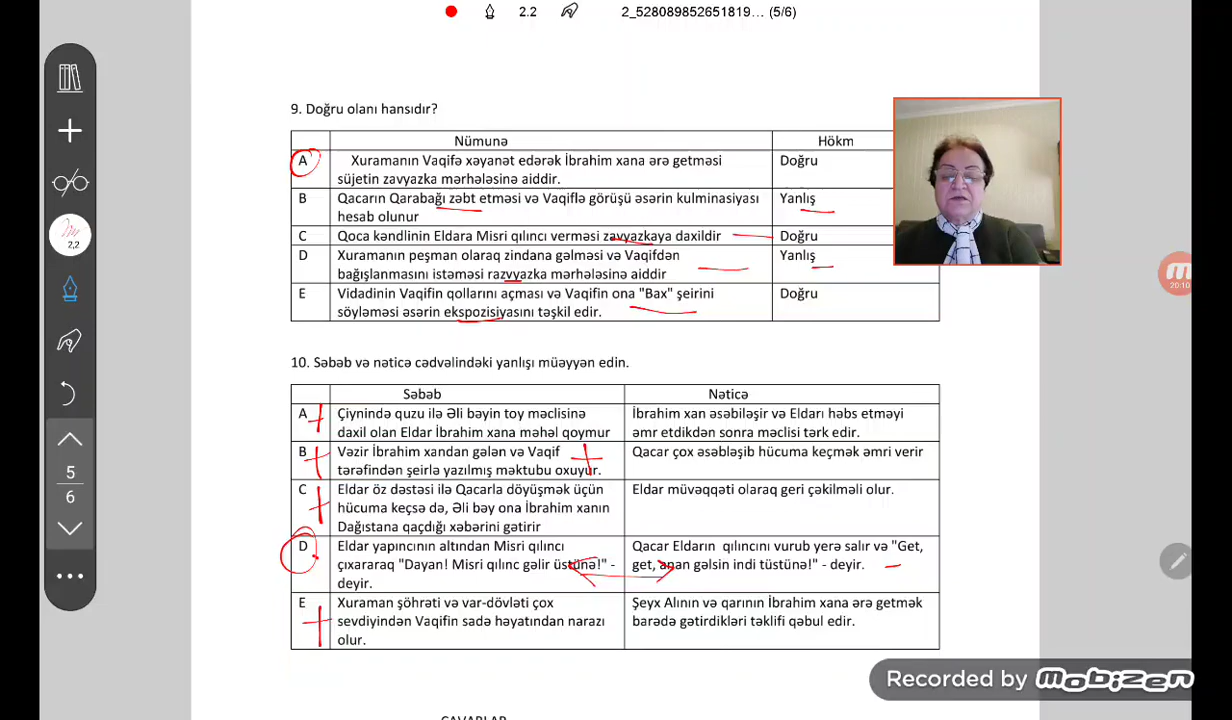 2.2
2_528089852651819... (5/6)
9. Doğru olanı hansıdır?
Nümunə
Hökm
A
Xuramanın Vaqifə xəyanət edərək İbrahim xana ərə getməsi
süjetin zavyazka mərhələsinə aiddir.
Doğru
B
Qacarın Qarabağı zəbt etməsi və Vaqiflə görüşü əsərin kulminasiyası
hesab olunur
Yanlış
C
Qoca kəndlinin Eldara Misri qılıncı verməsi zavyazkaya daxildir
Doğru
D
Xuramanın peşman olaraq zindana gəlməsi və Vaqifdən
bağışlanmasını istəməsi razvyazka mərhələsinə aiddir
Yanlış
E
Vidadinin Vaqifin qollarını açması və Vaqifin ona "Bax" şeirini
söyləməsi əsərin ekspozisiyasını təşkil edir.
Doğru
10. Səbəb və nəticə cədvəlindəki yanlışı müəyyən edin.
Səbəb
Nəticə
A
Çiynində quzu ilə Əli bəyin toy məclisinə
daxil olan Eldar İbrahim xana məhəl qoymur
İbrahim xan əsəbiləşir və Eldarı həbs etməyi
əmr etdikdən sonra məclisi tərk edir.
B
Vəzir İbrahim xandan gələn və Vaqif
tərəfindən şeirlə yazılmış məktubu oxuyur.
Qacar çox əsəbləşib hücuma keçmək əmri verir
C
Eldar öz dəstəsi ilə Qacarla döyüşmək üçün
hücuma keçsə də, Əli bəy ona İbrahim xanın
Dağıstana qaçdığı xəbərini gətirir
Eldar müvəqqəti olaraq geri çəkilməli olur.
D
Eldar yapıncının altından Misri qılıncı
çıxararaq "Dayan! Misri qılınc gəlir üstünə!" -
deyir.
Qacar Eldarın qılıncını vurub yerə salır və "Get,
get, anan gəlsin indi tüstünə!" - deyir.
E
Xuraman şöhrəti və var-dövləti çox
sevdiyindən Vaqifin sadə həyatından narazı
olur.
Şeyx Alının və qarının İbrahim xana ərə getmək
barədə gətirdikləri təklifi qəbul edir.
2,2
5
6
20:10
Recorded by mobizen